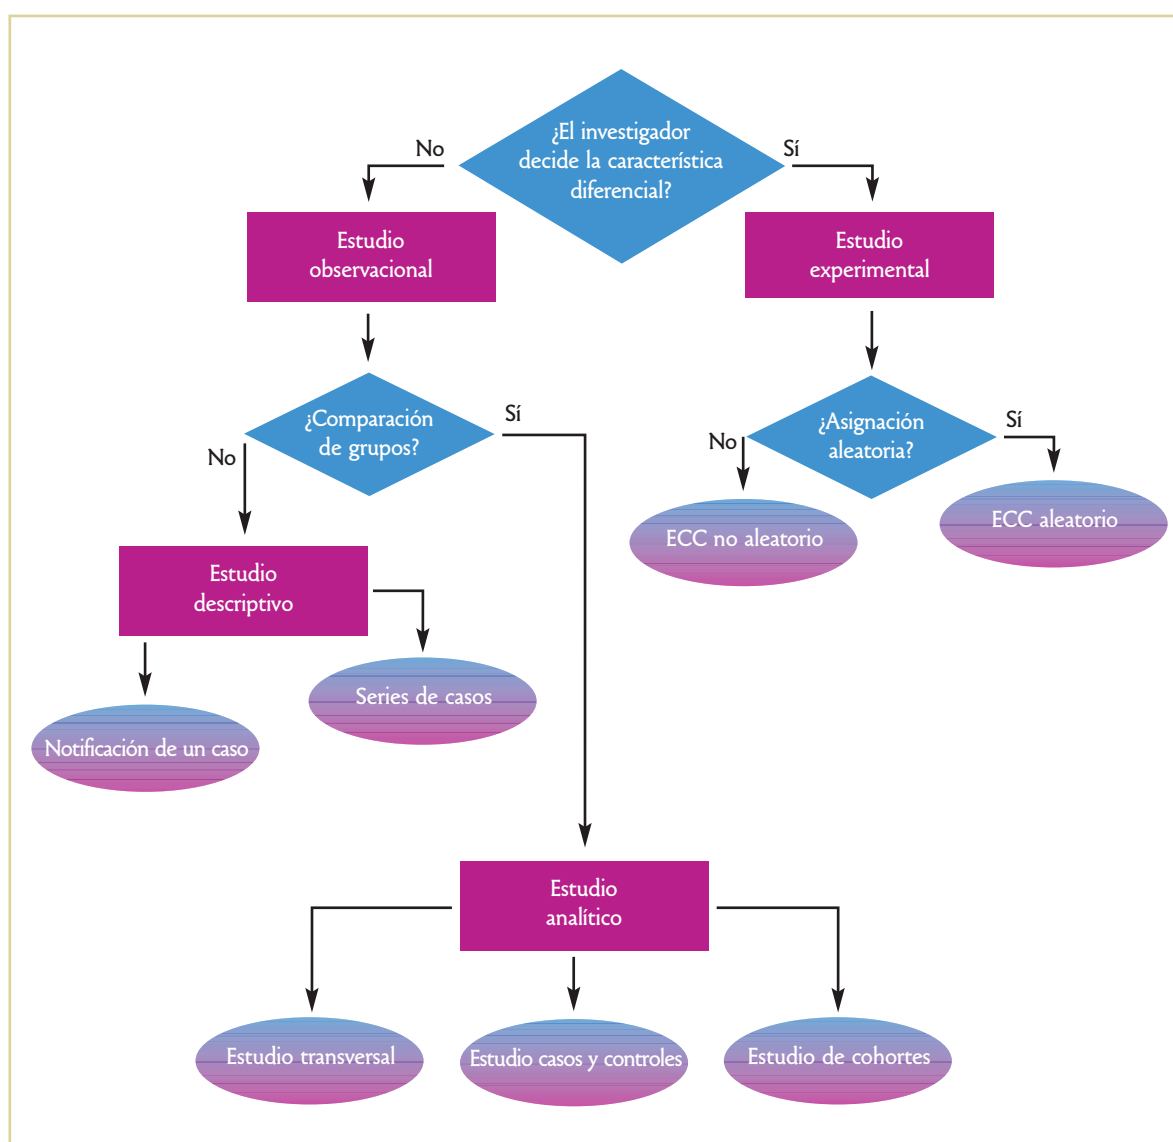 ¿El investigador
decide la característica
diferencial?
No
Sí
Estudio
observacional
Estudio
experimental
¿Comparación
de grupos?
Sí
No
¿Asignación
aleatoria?
No
Sí
ECC no aleatorio
ECC aleatorio
Estudio
descriptivo
Series de casos
Notificación de un caso
Estudio
analítico
Estudio transversal
Estudio casos y controles
Estudio de cohortes